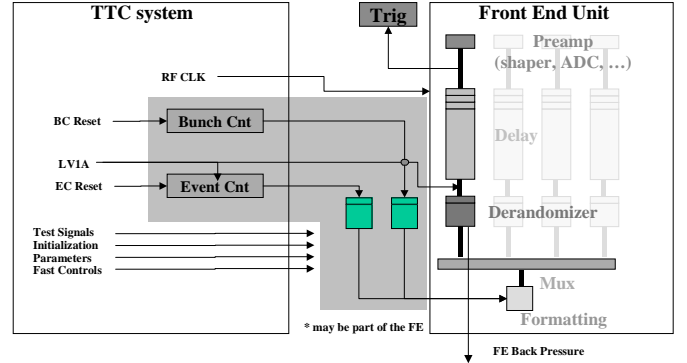 TTC system
Trig
Front End Unit
Preamp
(shaper, ADC, …)
RF CLK
BC Reset
Bunch Cnt
Delay
LV1A
EC Reset
Event Cnt
Derandomizer
Test Signals
Initialization
Parameters
Fast Controls
Mux
Formatting
* may be part of the FE
FE Back Pressure